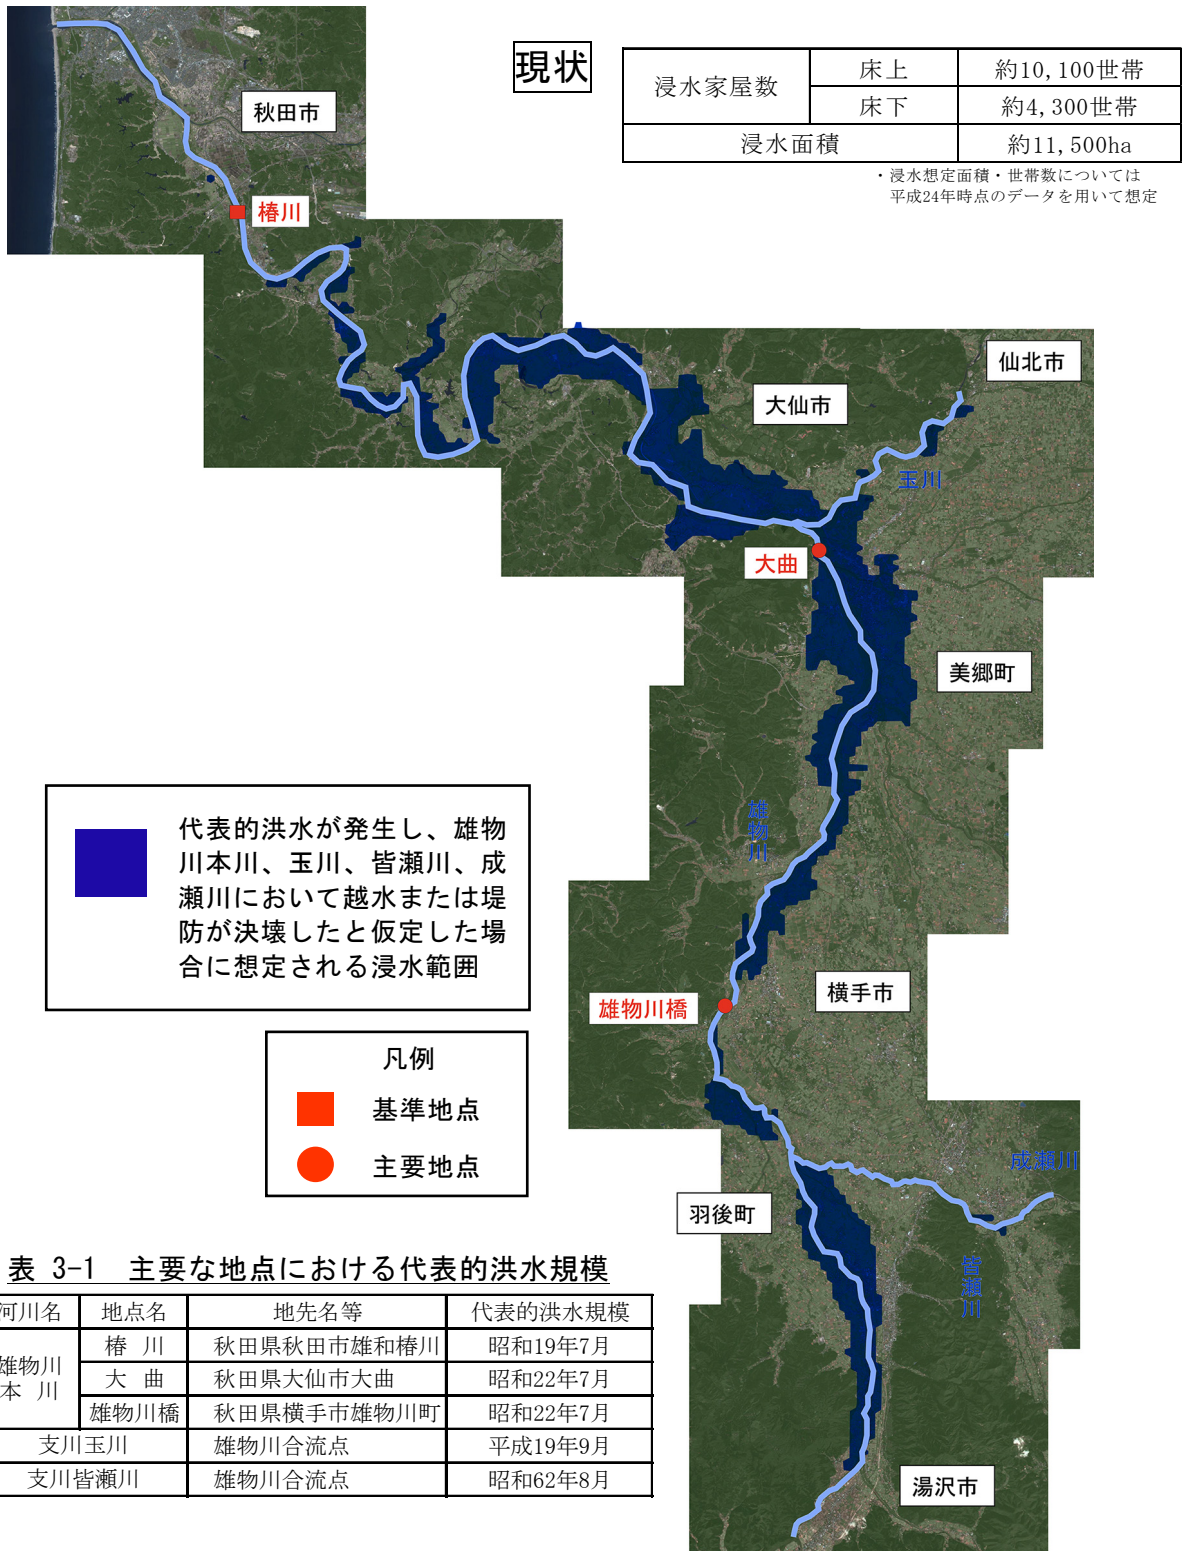 現状
浸水家屋数 床上 約10,100世帯
床下 約4,300世帯
浸水面積 約11,500ha
・浸水想定面積・世帯数については
平成24年時点のデータを用いて想定
秋田市
椿川
仙北市
大仙市
玉川
大曲
美郷町
雄物川
代表的洪水が発生し、雄物
川本川、玉川、皆瀬川、成
瀬川において越水または堤
防が決壊したと仮定した場
合に想定される浸水範囲
横手市
雄物川橋
凡例
基準地点
主要地点
成瀬川
羽後町
皆瀬川
湯沢市
表 3-1 主要な地点における代表的洪水規模
河川名 地点名 地先名等 代表的洪水規模
雄物川
本川
椿川 秋田県秋田市雄和椿川 昭和19年7月
大曲 秋田県大仙市大曲 昭和22年7月
雄物川橋 秋田県横手市雄物川町 昭和22年7月
支川玉川 雄物川合流点 平成19年9月
支川皆瀬川 雄物川合流点 昭和62年8月